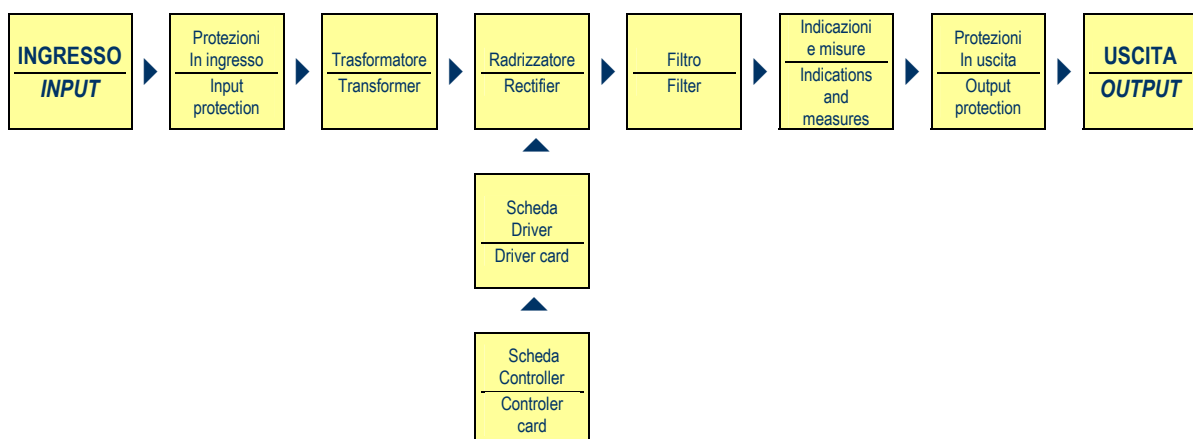 INGRESSO
INPUT
Protezioni
In ingresso
Input
protection
Trasformatore
Transformer
Radrizzatore
Rectifier
Filtro
Filter
Indicazioni
e misure
Indications
and
measures
Protezioni
In uscita
Output
protection
USCITA
OUTPUT
Scheda
Driver
Driver card
Scheda
Controller
Controler
card